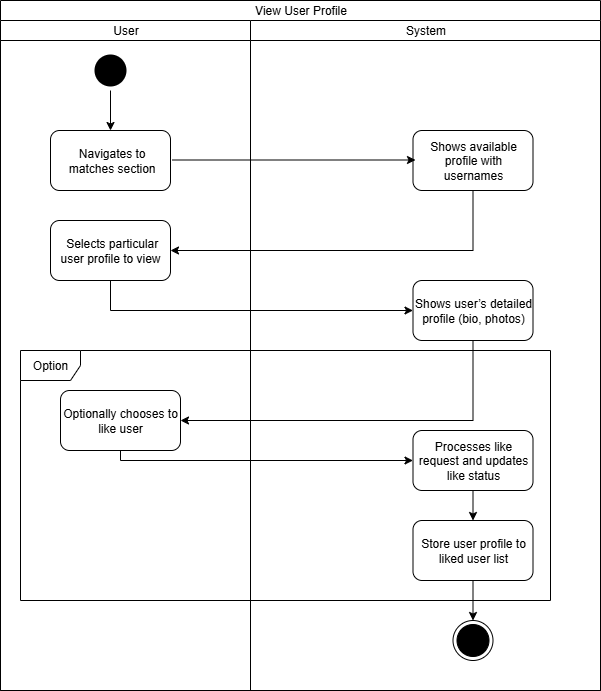 View User Profile
User
System
Navigates to
matches section
Shows available
profile with
usernames
Selects particular
user profile to view
Shows user's detailed
profile (bio, photos)
Option
Optionally chooses to
like user
Processes like
request and updates
like status
Store user profile to
liked user list